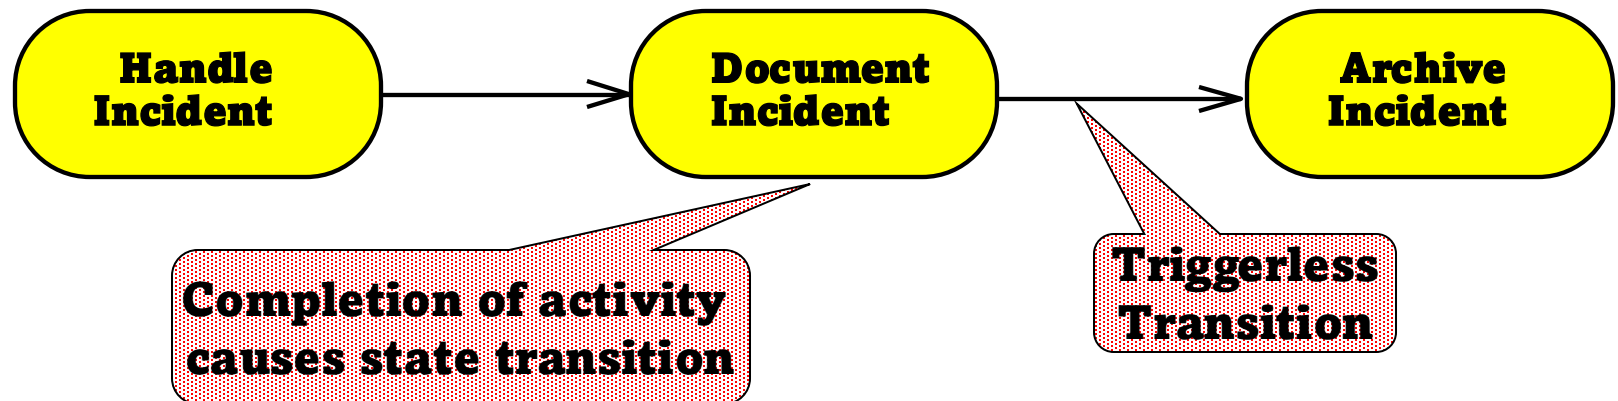 Handle
Incident
Document
Incident
Archive
Incident
Completion of activity
causes state transition
Triggerless
Transition